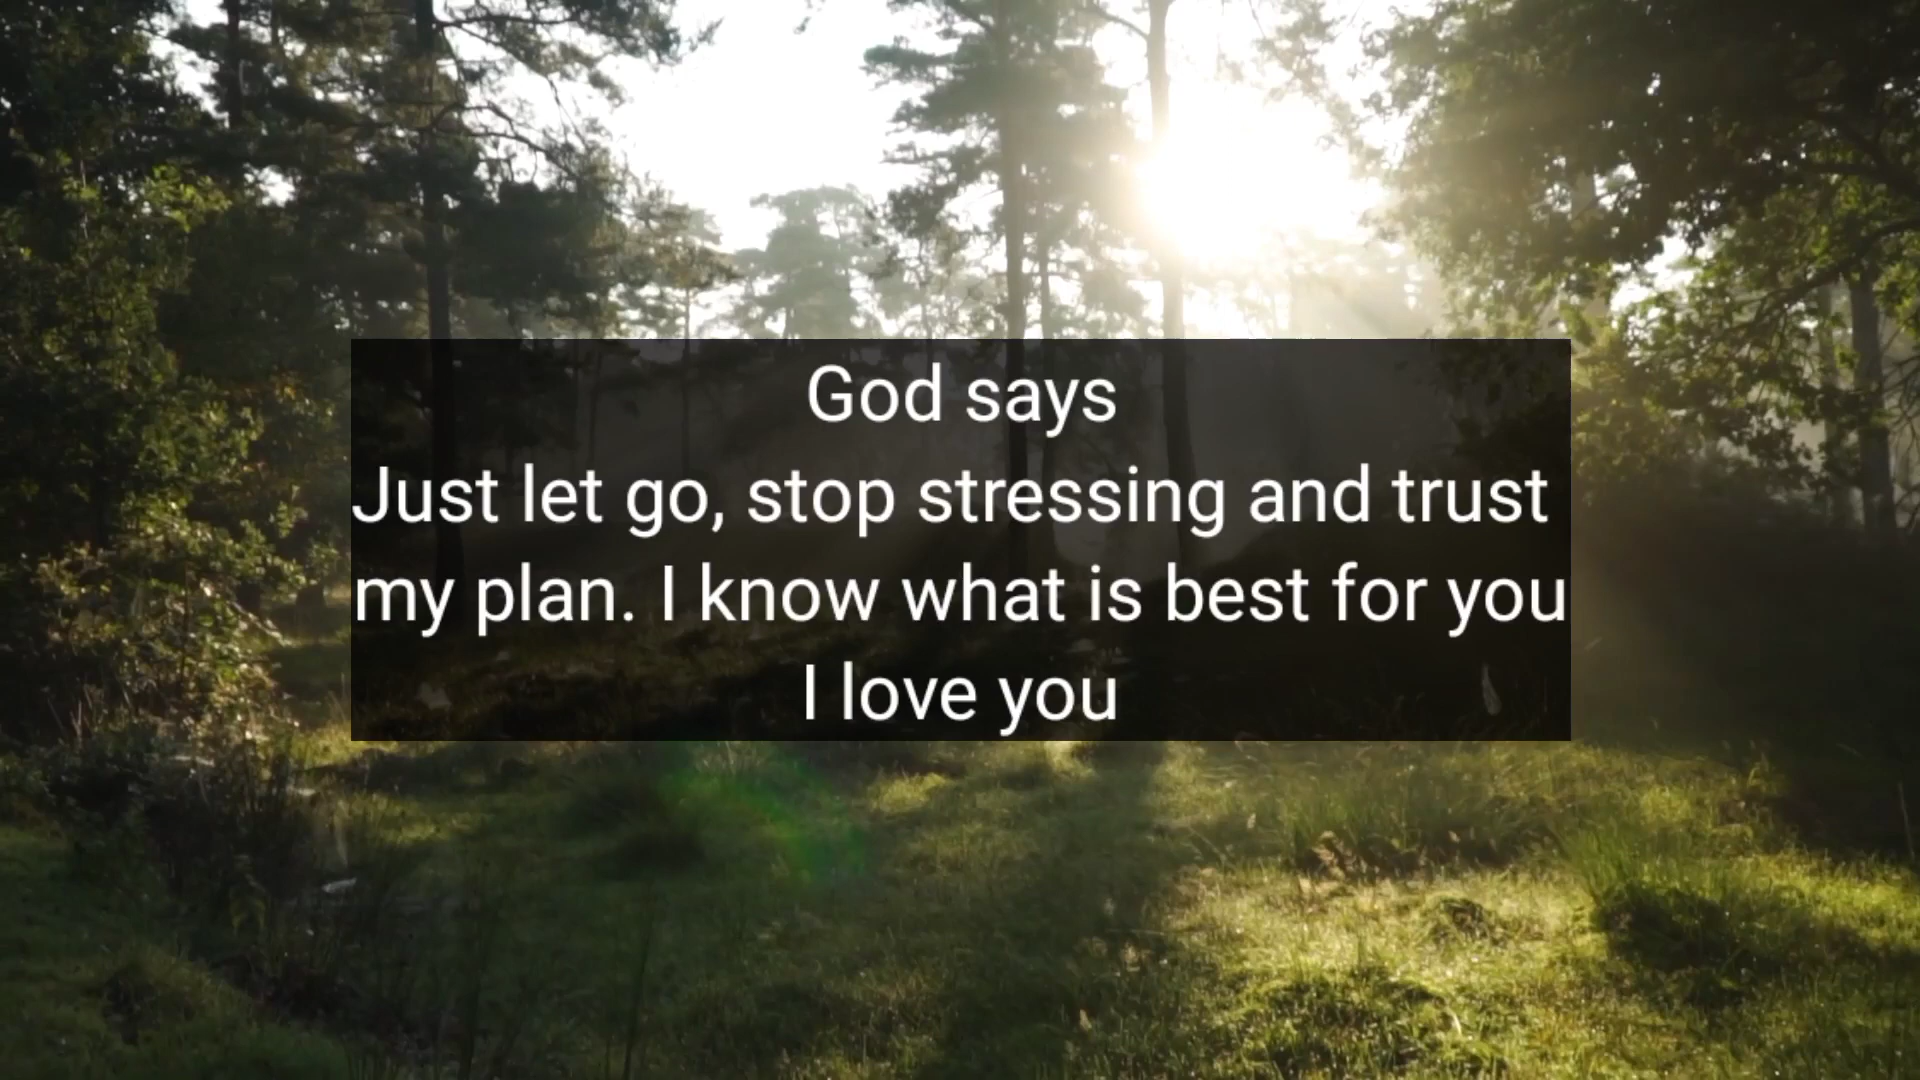 God says
Just let go, stop stressing and trust
my plan. I know what is best for you
I love you